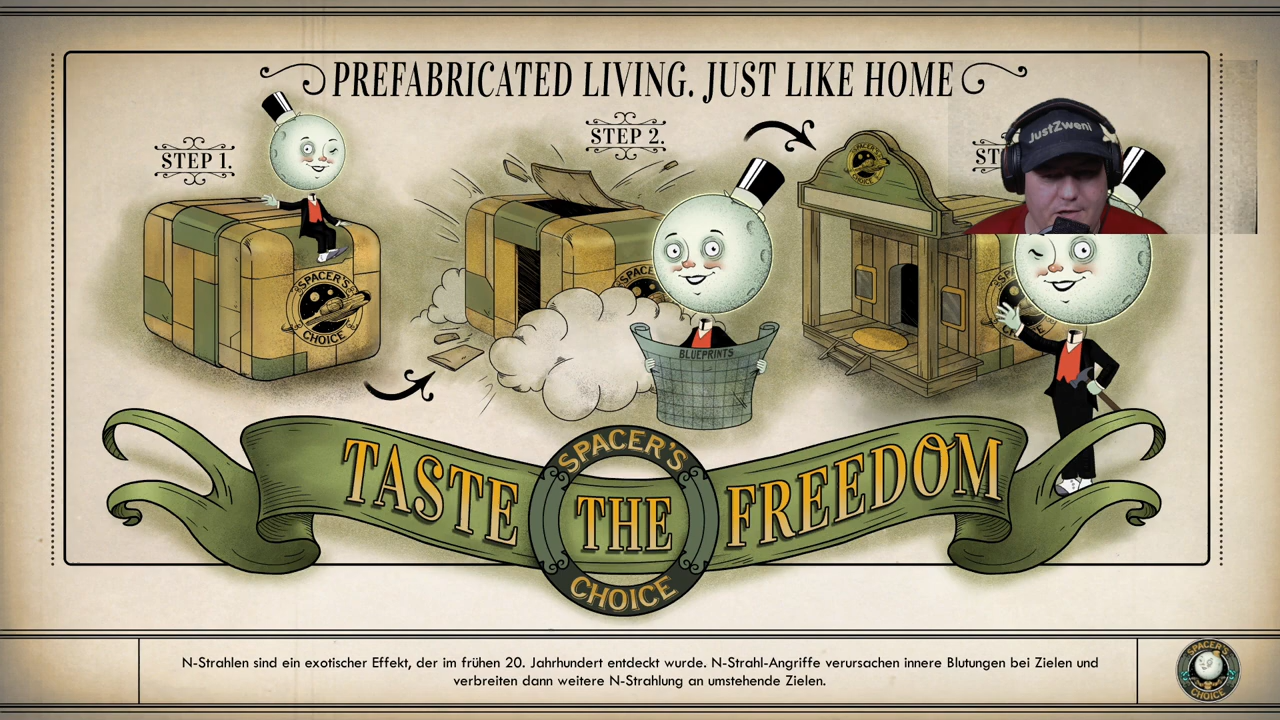 PREFABRICATED LIVING. JUST LIKE HOME
STEP 1.
STEP 2.
JustZweni
SPACER'S
CHOICE
SPACER'S
CHOICE
BLUEPRINTS
TASTE THE FREEDOM
SPACER'S
CHOICE
N-Strahlen sind ein exotischer Effekt, der im frühen 20. Jahrhundert entdeckt wurde. N-Strahl-Angriffe verursachen innere Blutungen bei Zielen und
verbreiten dann weitere N-Strahlung an umstehende Zielen.
SPACER'S
CHOICE